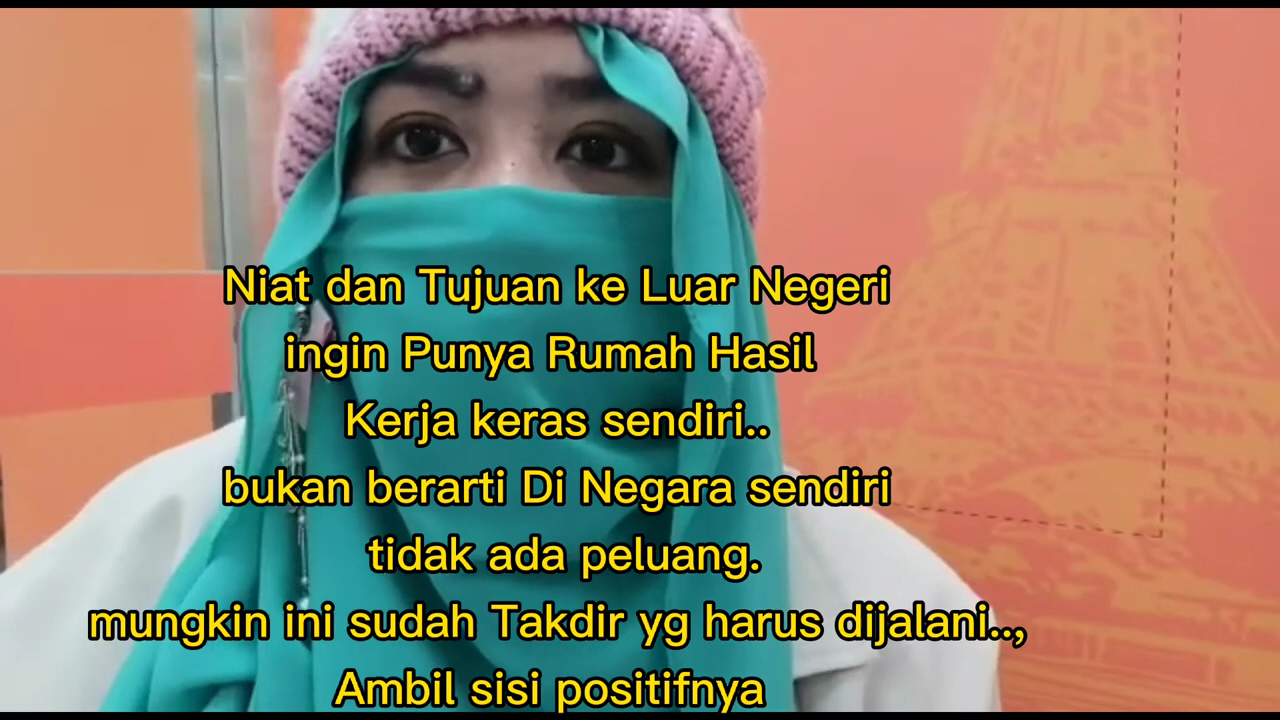 Niat dan Tujuan ke Luar Negeri
ingin Punya Rumah Hasil
Kerja keras sendiri..
bukan berarti Di Negara sendiri
tidak ada peluang.
mungkin ini sudah Takdir yg harus dijalani..,
Ambil sisi positifnya